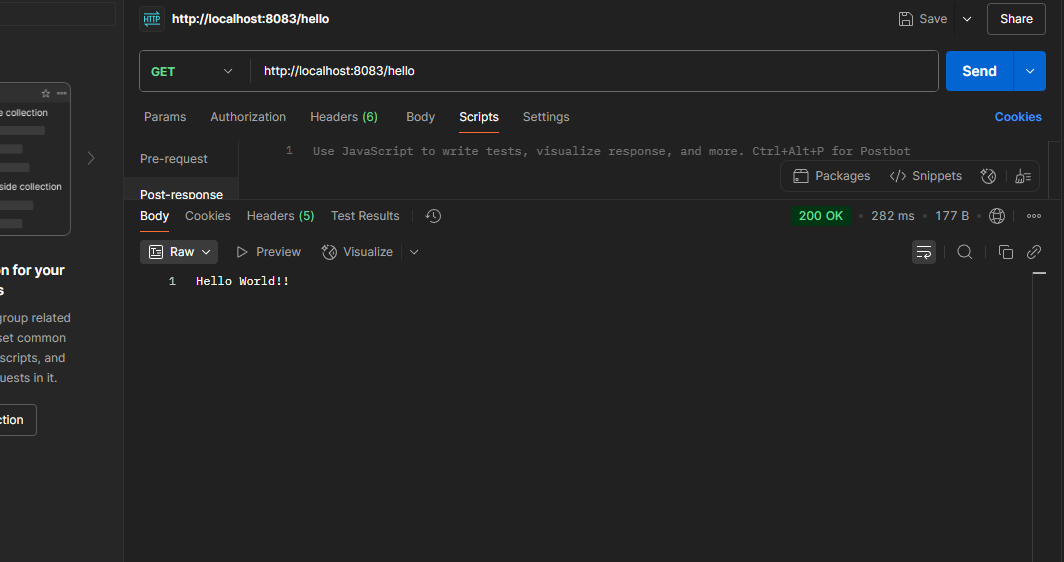 HTTP http://localhost:8083/hello Save Share
GET http://localhost:8083/hello Send
Params Authorization Headers (6) Body Scripts Settings Cookies
Pre-request
Post-response
1 Use JavaScript to write tests, visualize response, and more. Ctrl+Alt+P for Postbot
Packages </> Snippets
Body Cookies Headers (5) Test Results 200 OK 282 ms 177 B
Raw Preview Visualize
1 Hello World!!
collection
side collection
on for your
group related
set common
scripts, and
uests in it.
ction